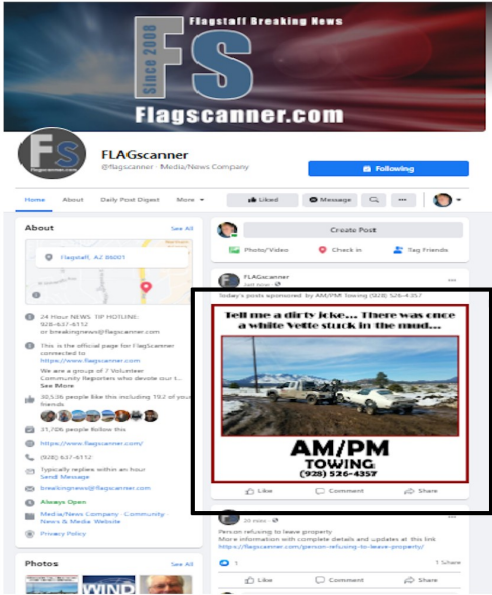 Flagstaff Breaking News
Since 2008
FS
Flagscanner.com
FS
Flagscanner.com
FLAGscanner
@flagscanner · Media/News Company
Following
Home
About
Daily Post Digest
More
Liked
Message
About
See All
Flagstaff, AZ 86001
24 Hour NEWS TIP HOTLINE:
928-637-6112
or breakingnews@flagscanner.com
This is the official page for FlagScanner
connected to
https://www.flagscanner.com
We are a group of 7 Volunteer
Community Reporters who devote our t...
See More
30,536 people like this including 192 of your
friends
31,706 people follow this
https://www.flagscanner.com/
(928) 637-6112
Typically replies within an hour
Send Message
breakingnews@flagscanner.com
Always Open
Media/News Company · Community ·
News & Media Website
Privacy Policy
Photos
See All
WIND
Create Post
Photo/Video
Check in
Tag Friends
FLAGscanner
Just now
Today's posts sponsored by AM/PM Towing (928) 526-4357
Tell me a dirty joke... There was once
a white Vette stuck in the mud...
AM/PM
TOWING
(928) 526-4357
Like
Comment
Share
20 mins
Person refusing to leave property
More information with complete details and updates at this link
https://flagscanner.com/person-refusing-to-leave-property/
1
1 Share
Like
Comment
Share